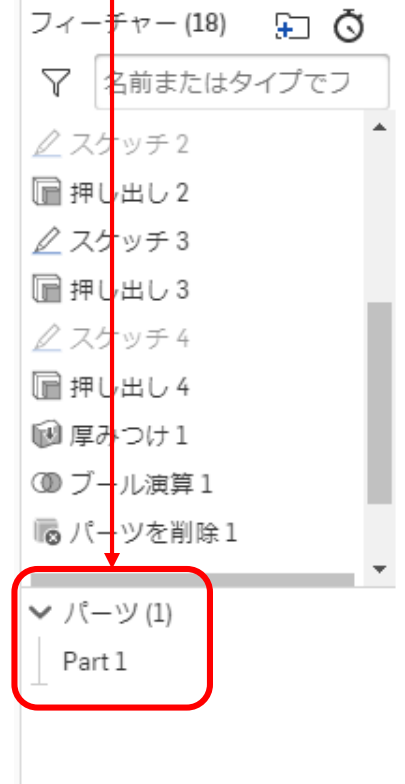 フィーチャー (18)
名前またはタイプでフ
スケッチ 2
押し出し 2
スケッチ 3
押し出し 3
スケッチ 4
押し出し 4
厚みつけ 1
ブール演算 1
パーツを削除 1
パーツ (1)
Part 1